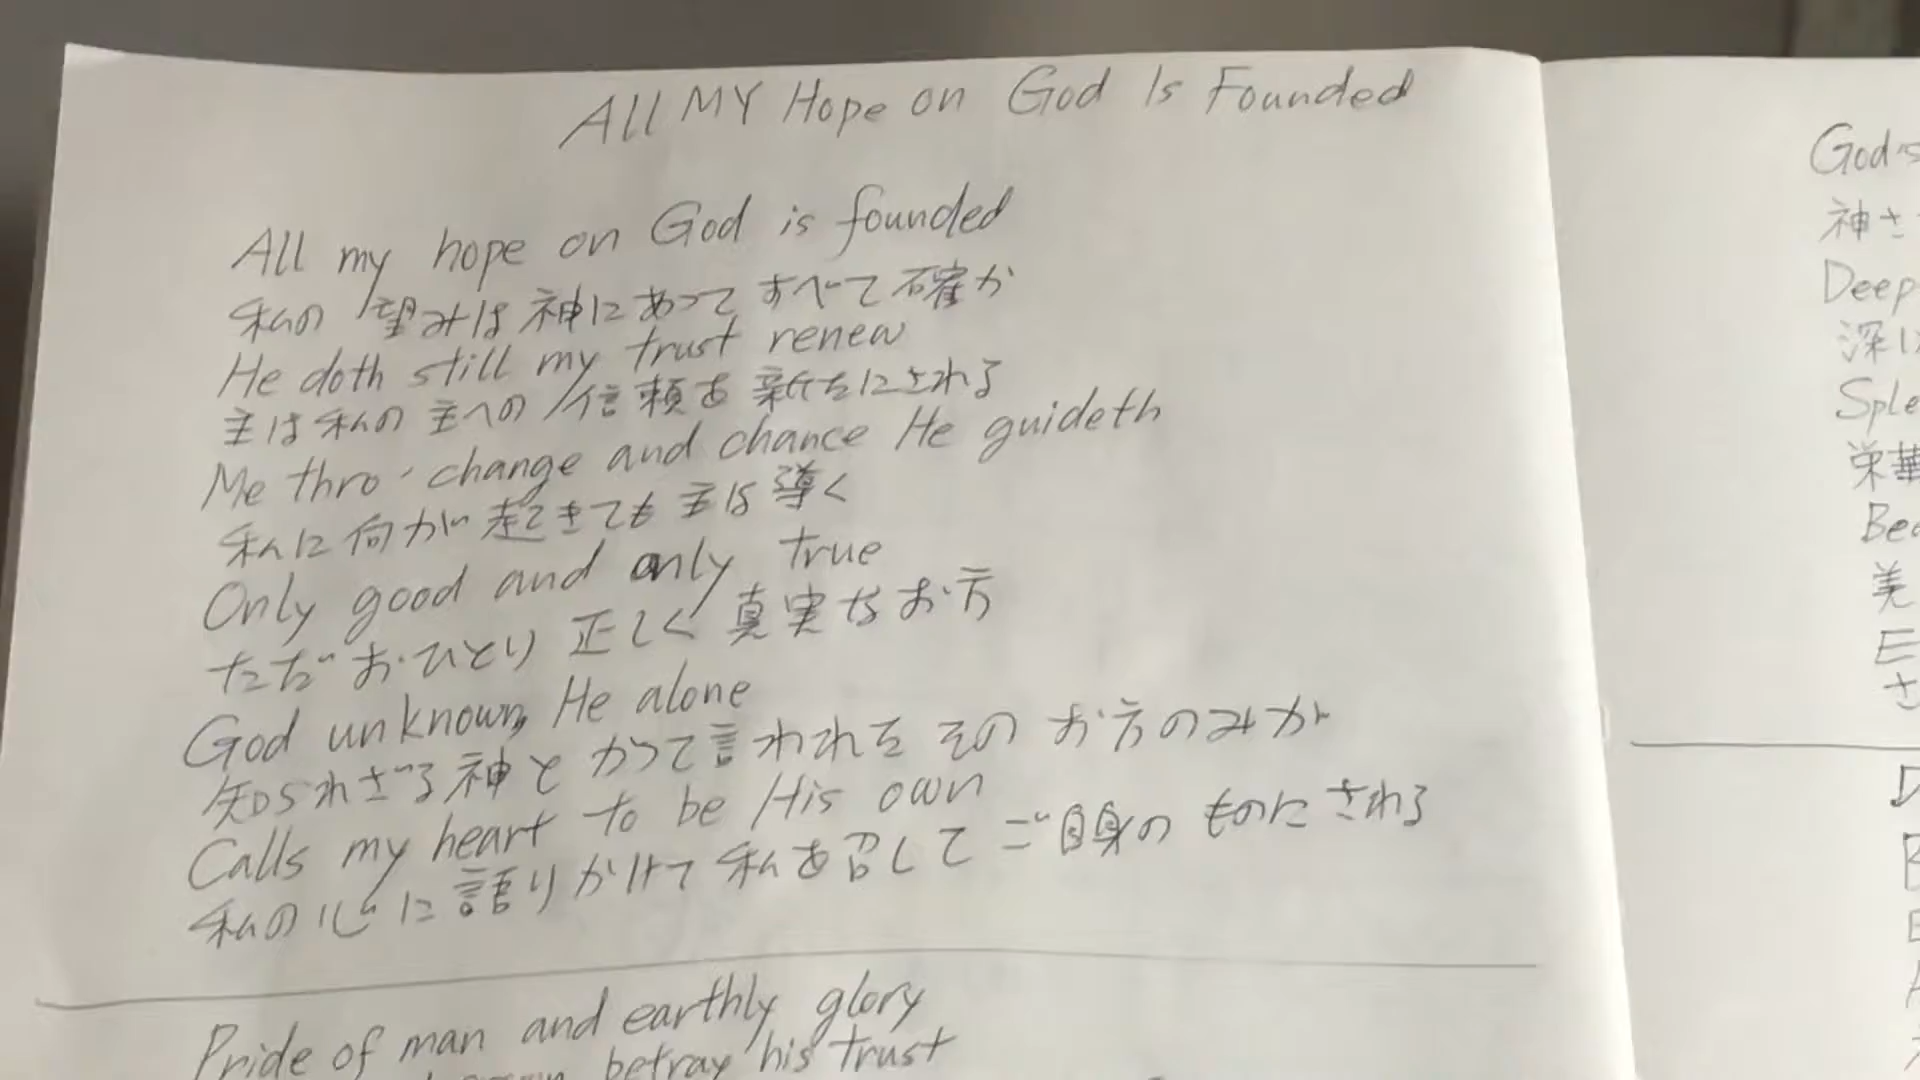 All MY Hope on God Is Founded
All my hope on God is founded
私の望みは神にあってすべて確か
He doth still my trust renew
主は私の主への信頼を新たにされる
Me thro' change and chance He guideth
私に何が起きても主は導く
Only good and only true
ただおひとり正しく真実なお方
God unknown, He alone
知られざる神とかつて言われたそのお方のみが
Calls my heart to be His own
私の心に語りかけて私を召してご自身のものにされる
Pride of man and earthly glory
betray his trust
God's
神さ
Deep
深
Sple
栄華
Bea
美
E
さ
D